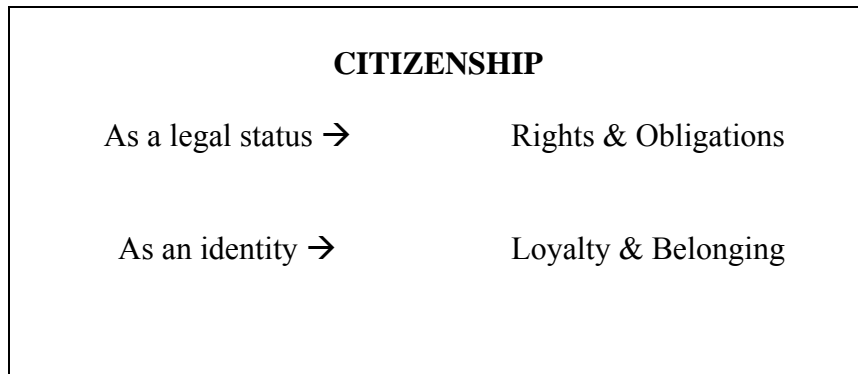 CITIZENSHIP
As a legal status → Rights & Obligations
As an identity → Loyalty & Belonging